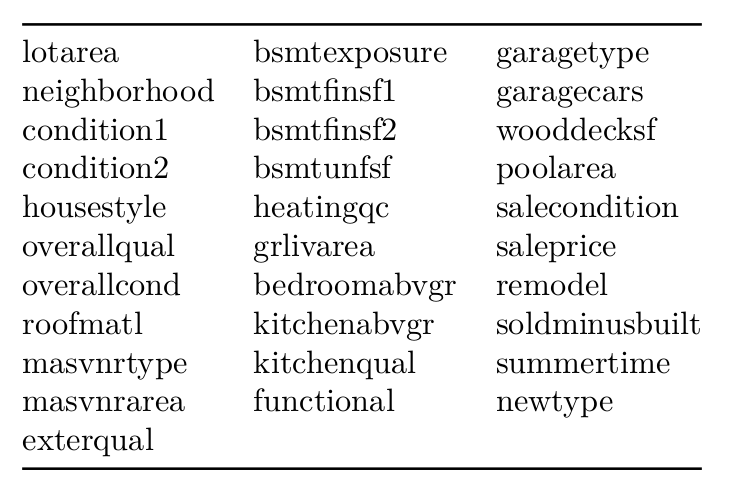 lotarea bsmtexposure garagetype
neighborhood bsmtfinsf1 garagecars
condition1 bsmtfinsf2 wooddecksf
condition2 bsmtunfsf poolarea
housestyle heatingqc salecondition
overallqual grlivarea saleprice
overallcond bedroomabvgr remodel
roofmatl kitchenabvgr soldminusbuilt
masvnrtype kitchenqual summertime
masvnrarea functional newtype
exterqual